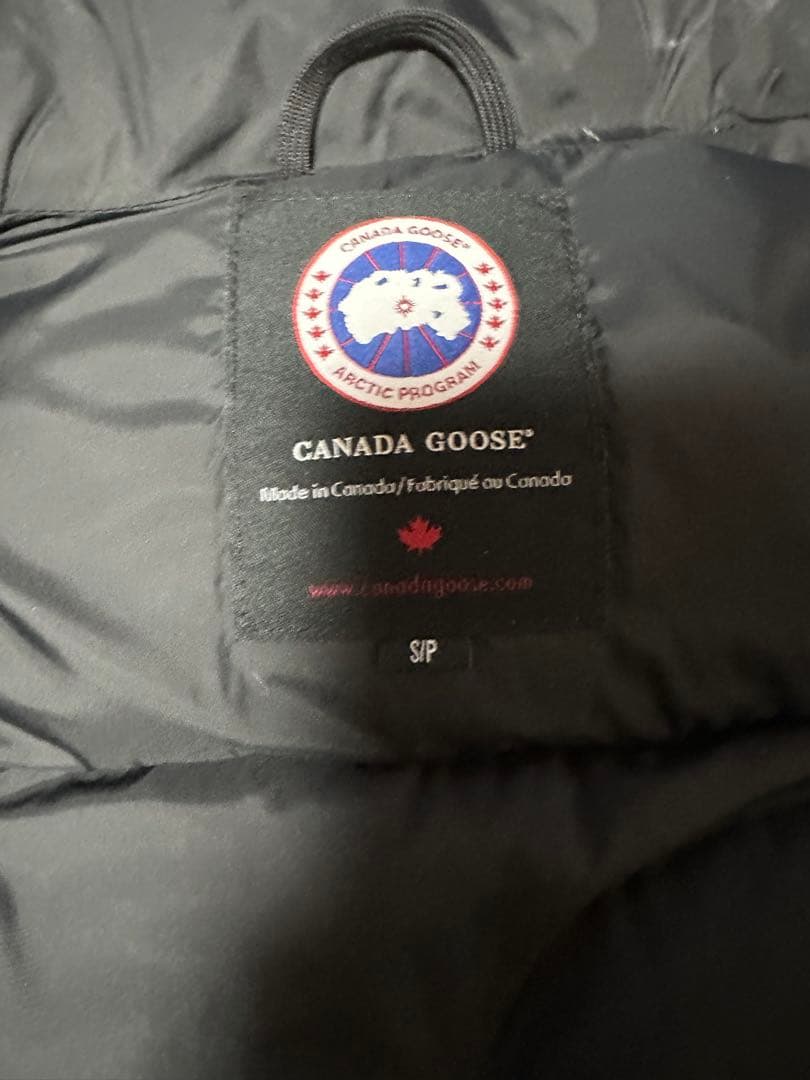 CANADA GOOSE®
ARCTIC PROGRAM
CANADA GOOSE®
Made in Canada/Fabriqué au Canada
www.canadagoose.com
S/P